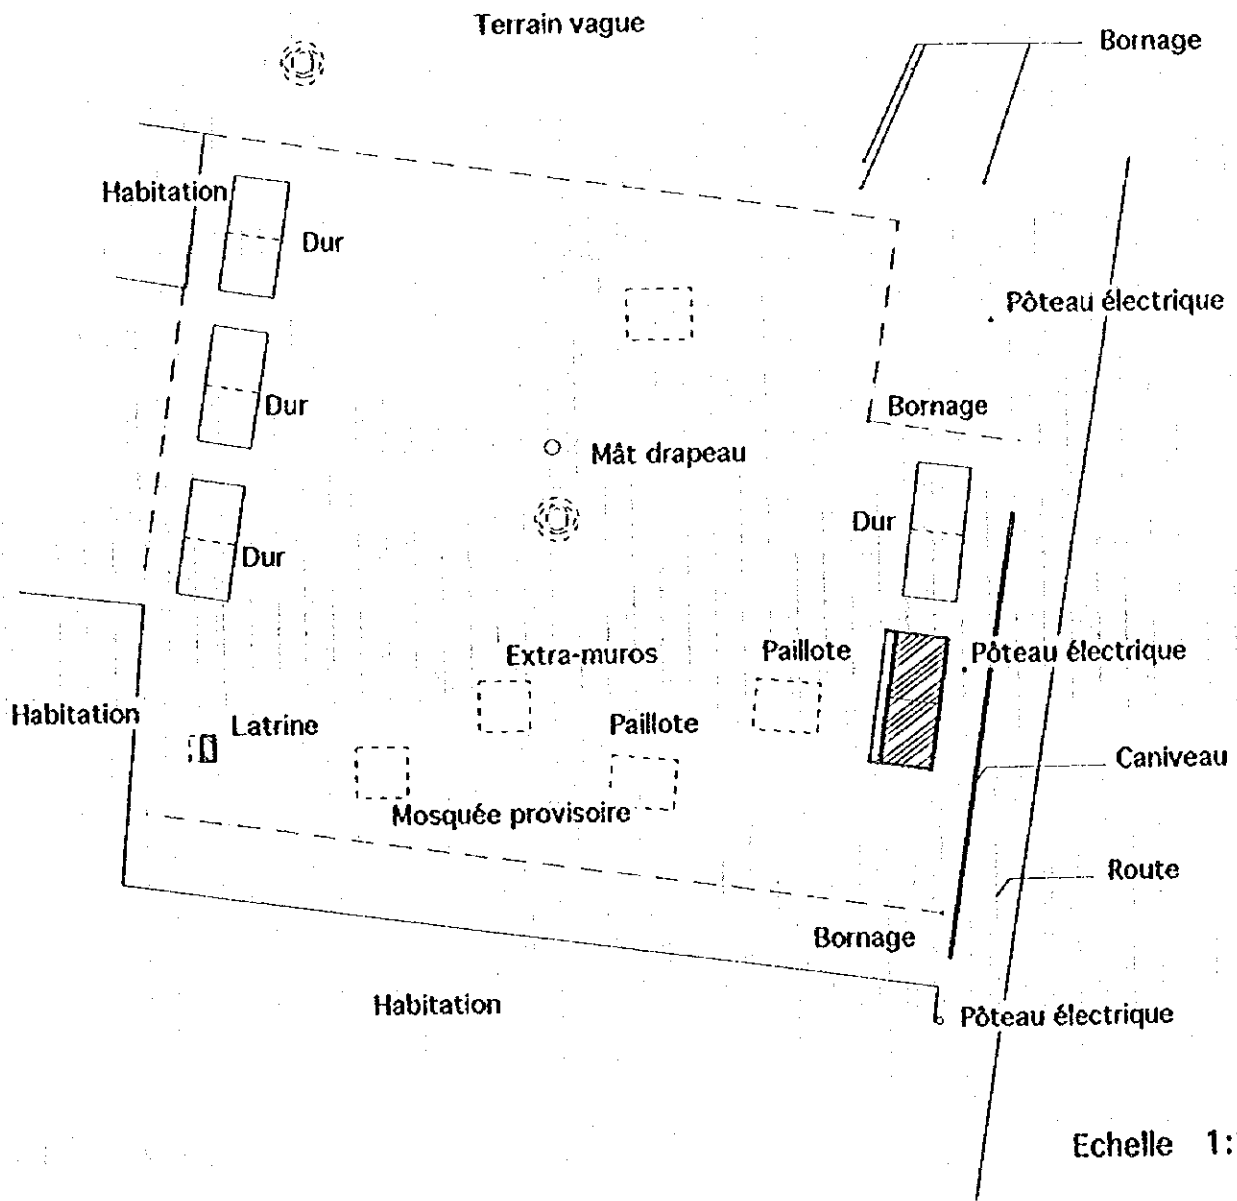 Terrain vague
Bornage
Habitation
Dur
Pôteau électrique
Dur
Bornage
Mât drapeau
Dur
Dur
Extra-muros
Paillote
Pôteau électrique
Habitation
Latrine
Paillote
Caniveau
Mosquée provisoire
Route
Bornage
Habitation
Pôteau électrique
Echelle 1: